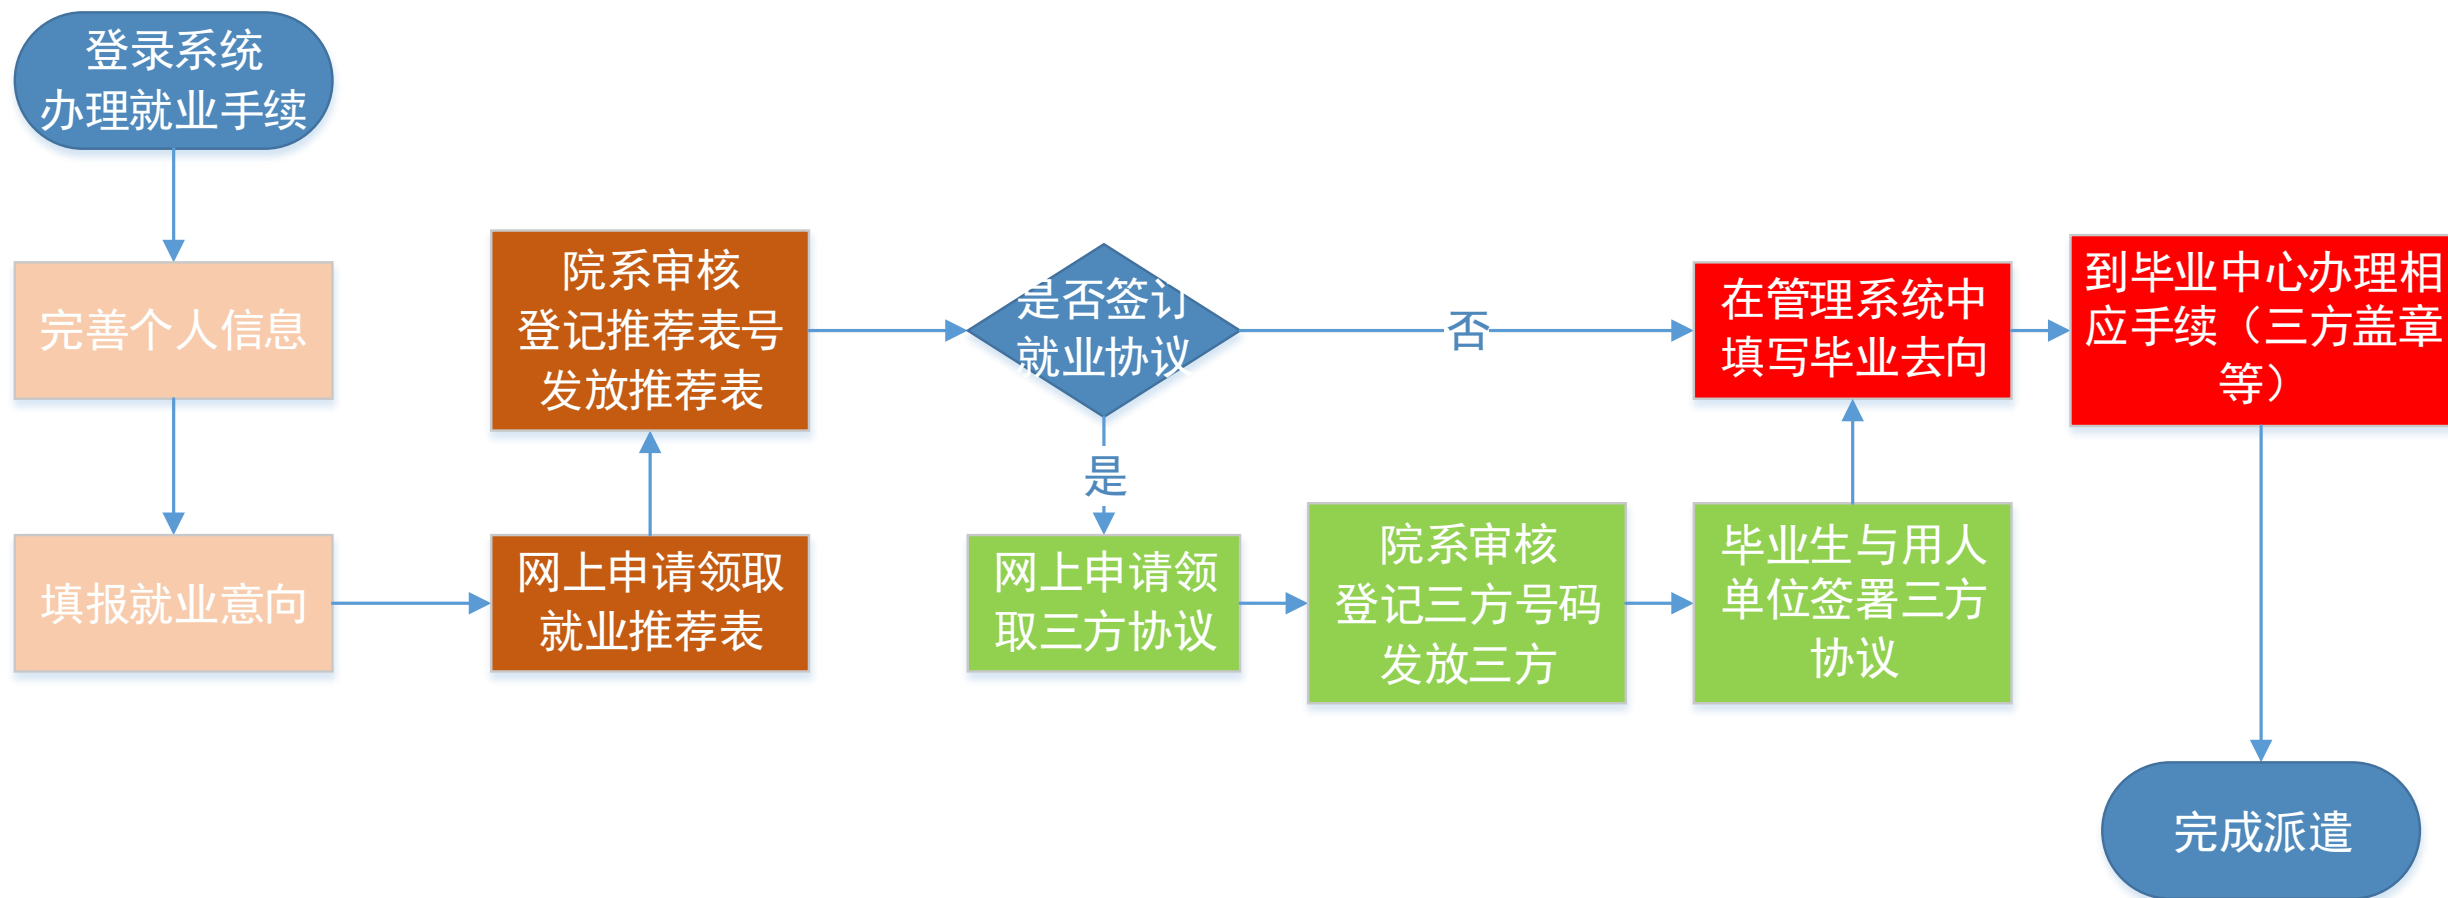 登录系统
办理就业手续
完善个人信息
填报就业意向
院系审核
登记推荐表号
发放推荐表
网上申请领取
就业推荐表
是否签订
就业协议
否
是
网上申请领
取三方协议
院系审核
登记三方号码
发放三方
毕业生与用人
单位签署三方
协议
在管理系统中
填写毕业去向
到毕业中心办理相
应手续（三方盖章
等）
完成派遣